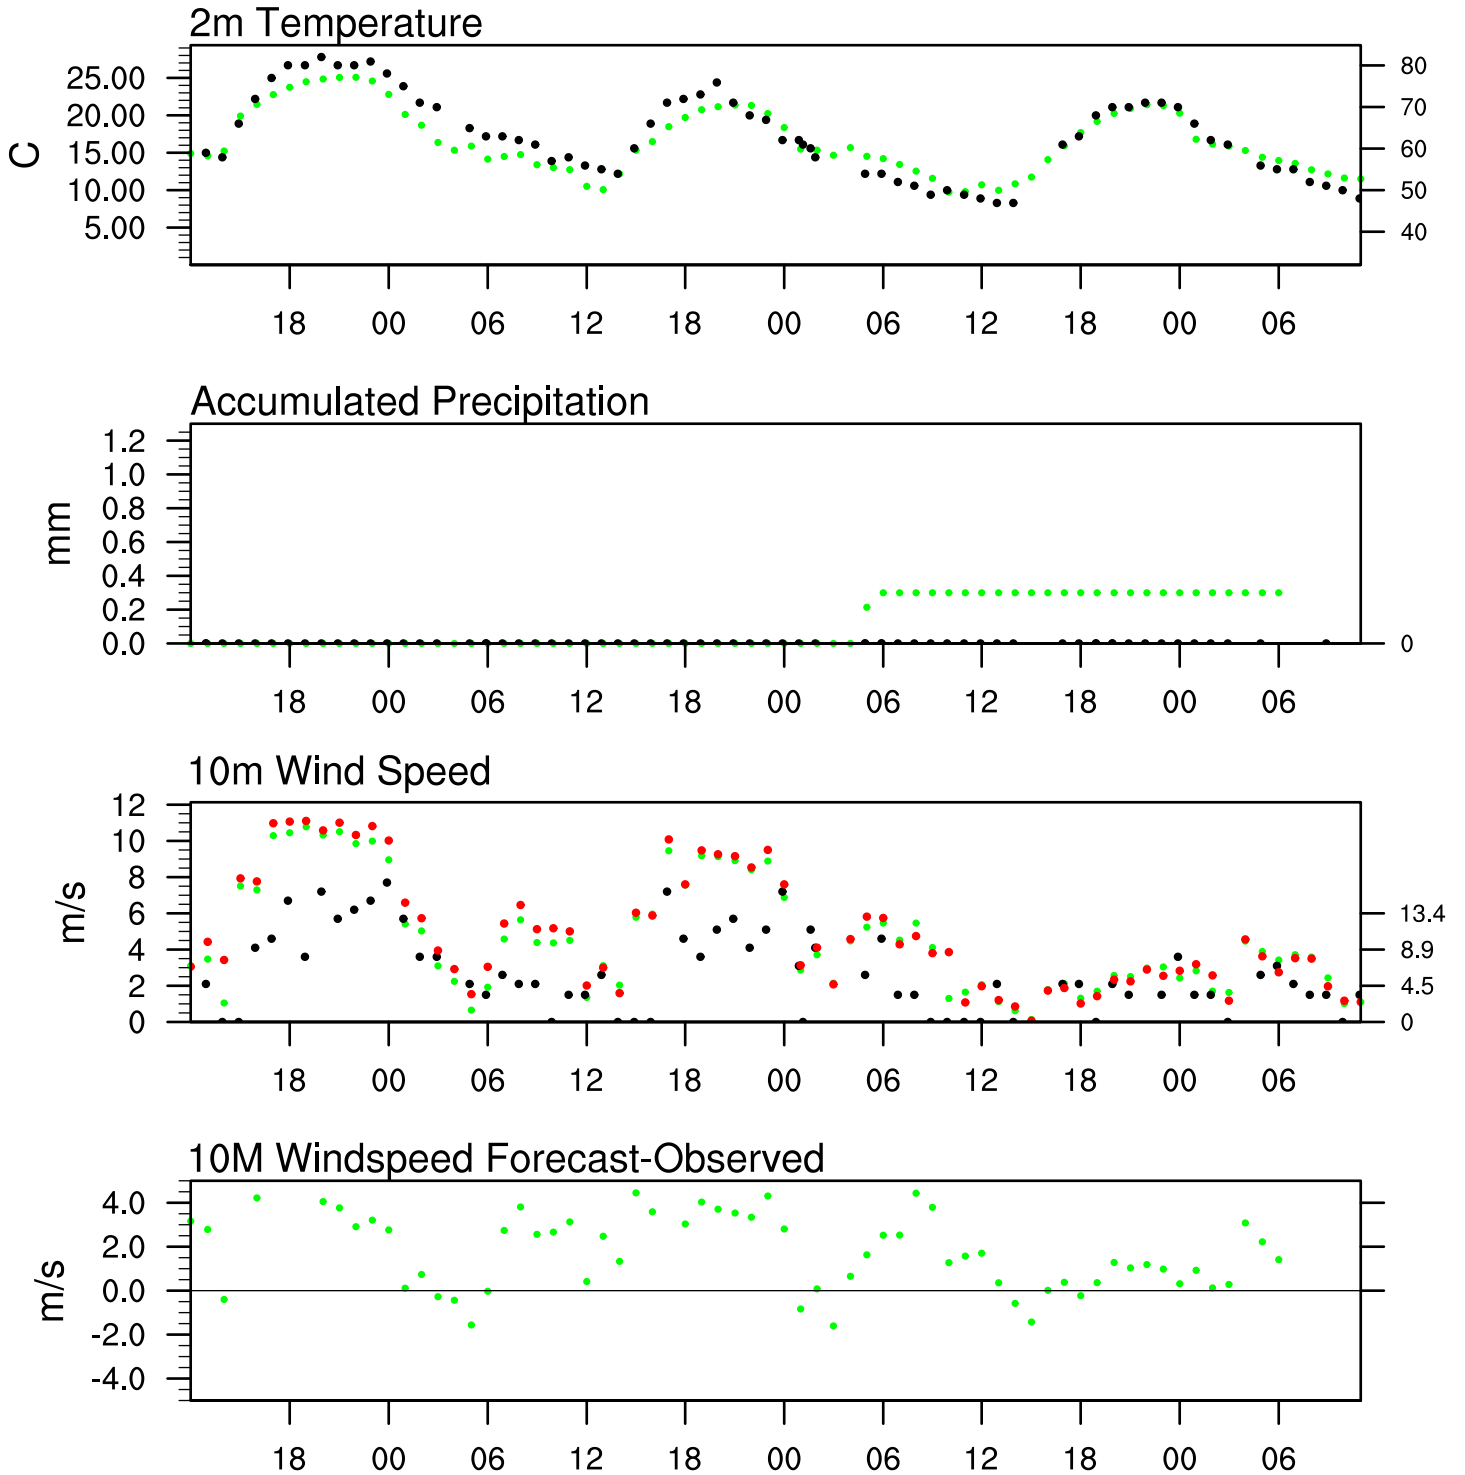 2m Temperature
25.00
20.00
15.00
10.00
5.00
C
80
70
60
50
40
18 00 06 12 18 00 06 12 18 00 06
Accumulated Precipitation
1.2
1.0
0.8
0.6
0.4
0.2
0.0
mm
0
18 00 06 12 18 00 06 12 18 00 06
10m Wind Speed
12
10
8
6
4
2
0
m/s
13.4
8.9
4.5
0
18 00 06 12 18 00 06 12 18 00 06
10M Windspeed Forecast-Observed
4.0
2.0
0.0
-2.0
-4.0
m/s
18 00 06 12 18 00 06 12 18 00 06